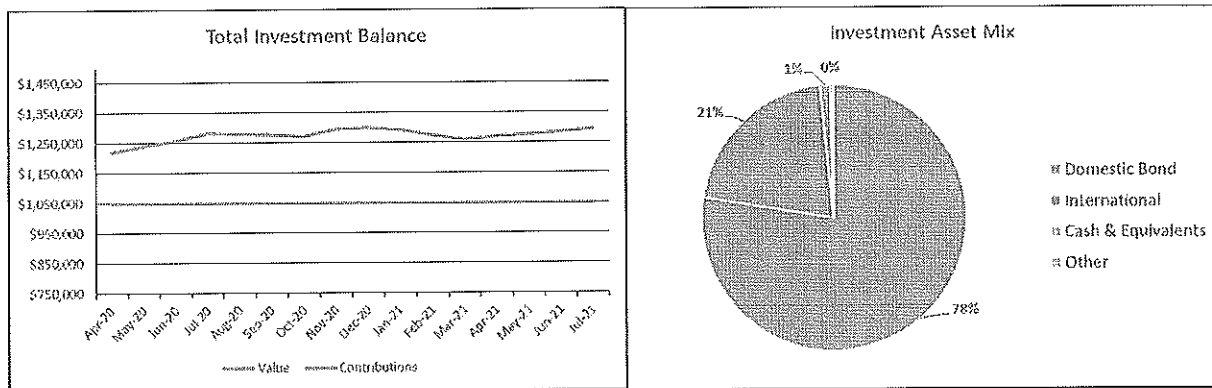 Total Investment Balance
$1,450,000
$1,350,000
$1,250,000
$1,150,000
$1,050,000
$950,000
$850,000
$750,000
Apr-20 May-20 Jun-20 Jul-20 Aug-20 Sep-20 Oct-20 Nov-20 Dec-20 Jan-21 Feb-21 Mar-21 Apr-21 May-21 Jun-21 Jul-21
Value Contributions
Investment Asset Mix
1% 0%
21%
78%
Domestic Bond
International
Cash & Equivalents
Other